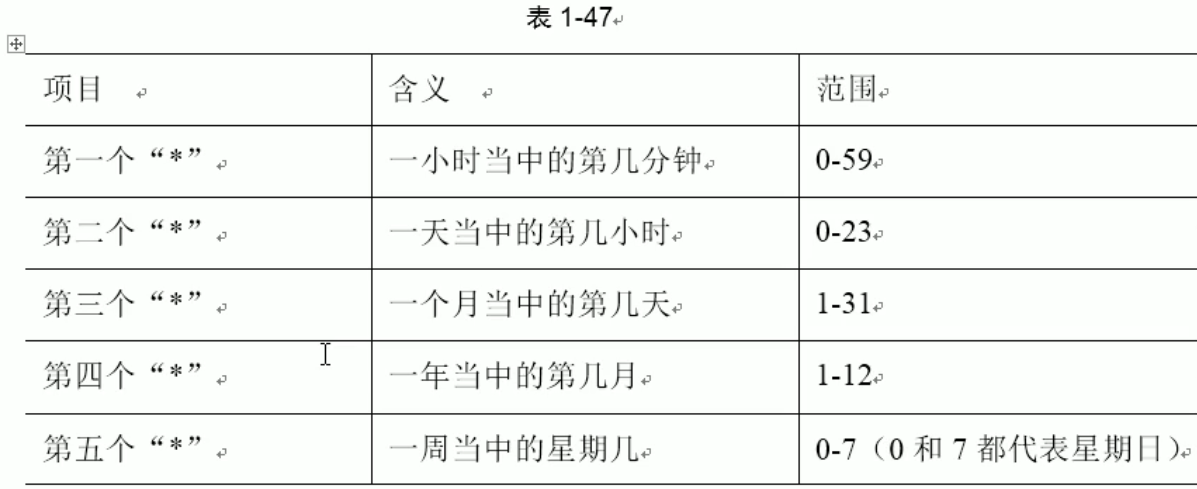 表 1-47
项目 含义 范围
第一个“*” 一小时当中的第几分钟 0-59
第二个“*” 一天当中的第几小时 0-23
第三个“*” 一个月当中的第几天 1-31
第四个“*” 一年当中的第几月 1-12
第五个“*” 一周当中的星期几 0-7（0 和 7 都代表星期日）